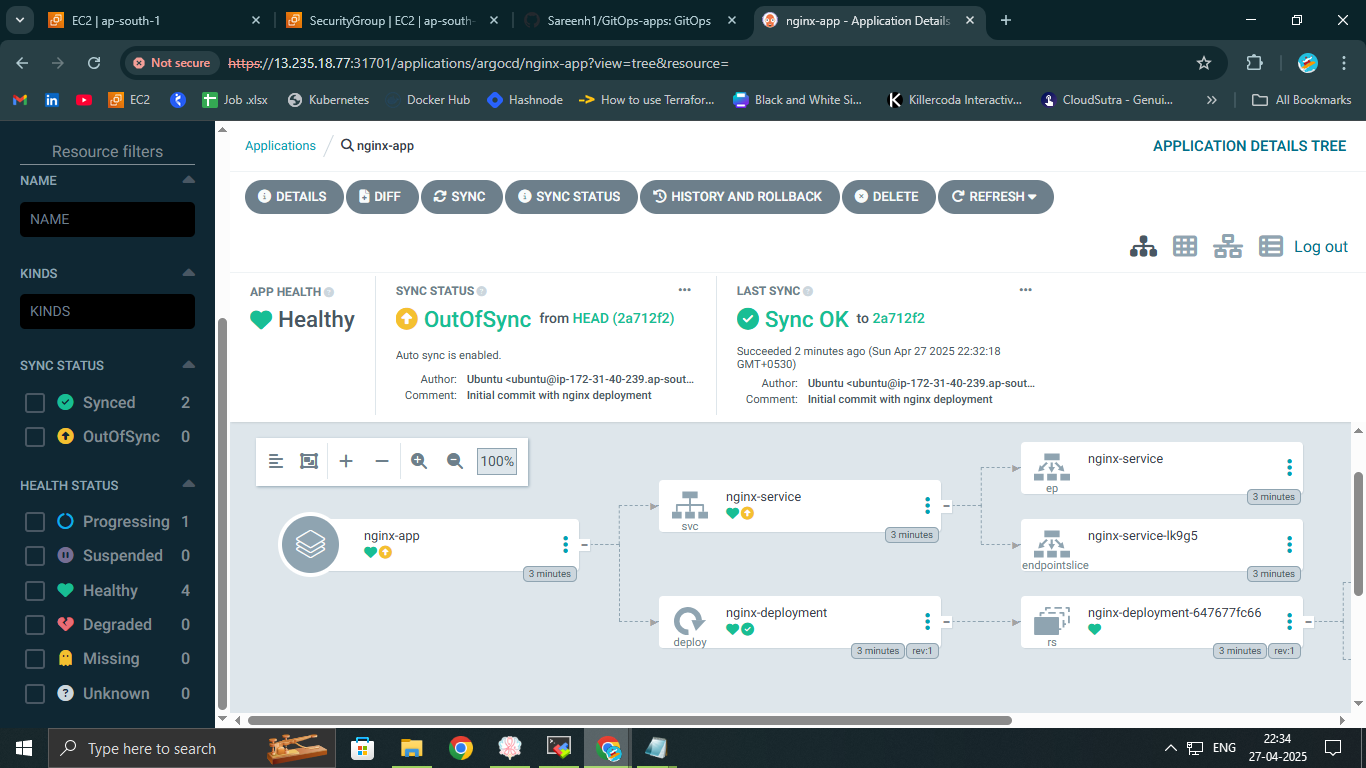 EC2 | ap-south-1
SecurityGroup | EC2 | ap-south-
Sareenh1/GitOps-apps: GitOps
nginx-app - Application Details
Not secure
https://13.235.18.77:31701/applications/argocd/nginx-app?view=tree&resource=
EC2
Job .xlsx
Kubernetes
Docker Hub
Hashnode
How to use Terrafor...
Black and White Si...
Killercoda Interactiv...
CloudSutra - Genui...
All Bookmarks
Resource filters
NAME
NAME
KINDS
KINDS
SYNC STATUS
Synced 2
OutOfSync 0
HEALTH STATUS
Progressing 1
Suspended 0
Healthy 4
Degraded 0
Missing 0
Unknown 0
Applications
nginx-app
APPLICATION DETAILS TREE
DETAILS
DIFF
SYNC
SYNC STATUS
HISTORY AND ROLLBACK
DELETE
REFRESH
Log out
APP HEALTH
Healthy
SYNC STATUS
OutOfSync from HEAD (2a712f2)
Auto sync is enabled.
Author: Ubuntu <ubuntu@ip-172-31-40-239.ap-sout...
Comment: Initial commit with nginx deployment
LAST SYNC
Sync OK to 2a712f2
Succeeded 2 minutes ago (Sun Apr 27 2025 22:32:18
GMT+0530)
Author: Ubuntu <ubuntu@ip-172-31-40-239.ap-sout...
Comment: Initial commit with nginx deployment
100%
nginx-app
3 minutes
nginx-service
svc
3 minutes
nginx-deployment
deploy
3 minutes
rev:1
nginx-service
ep
3 minutes
nginx-service-lk9g5
endpointslice
3 minutes
nginx-deployment-647677fc66
rs
3 minutes
rev:1
Type here to search
ENG
22:34
27-04-2025